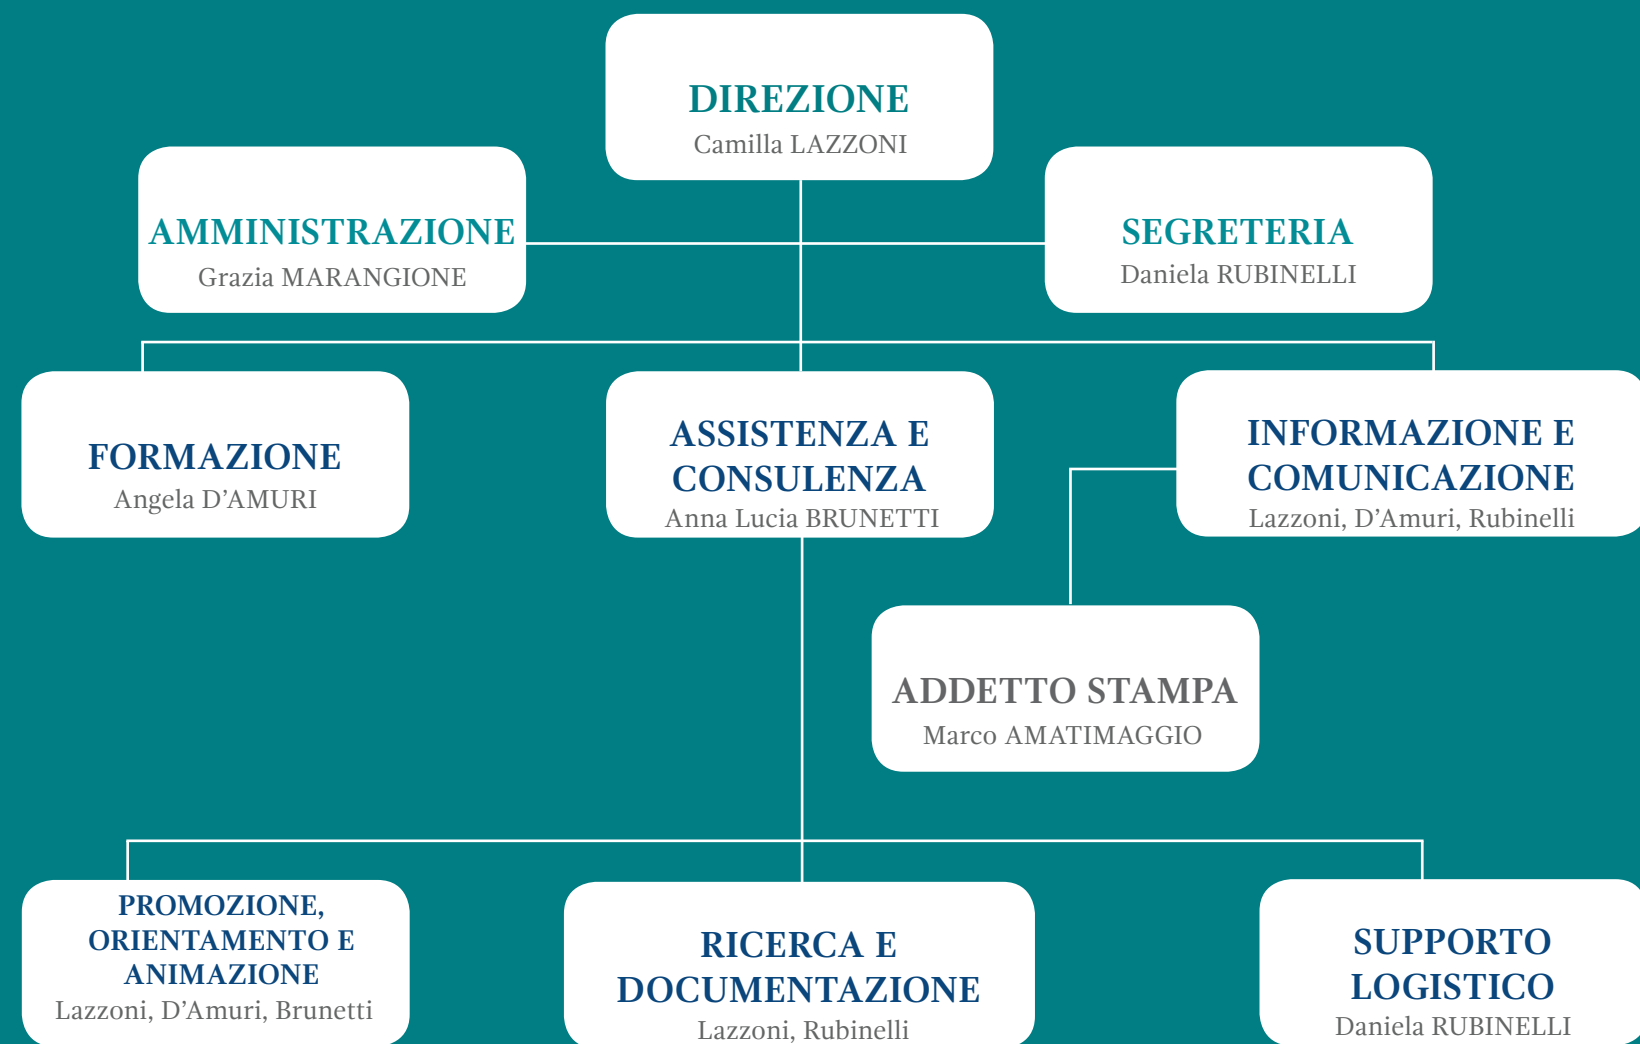 DIREZIONE
Camilla LAZZONI
AMMINISTRAZIONE
Grazia MARANGIONE
SEGRETERIA
Daniela RUBINELLI
FORMAZIONE
Angela D’AMURI
ASSISTENZA E
CONSULENZA
Anna Lucia BRUNETTI
INFORMAZIONE E
COMUNICAZIONE
Lazzoni, D’Amuri, Rubinelli
ADDETTO STAMPA
Marco AMATIMAGGIO
PROMOZIONE,
ORIENTAMENTO E
ANIMAZIONE
Lazzoni, D’Amuri, Brunetti
RICERCA E
DOCUMENTAZIONE
Lazzoni, Rubinelli
SUPPORTO
LOGISTICO
Daniela RUBINELLI